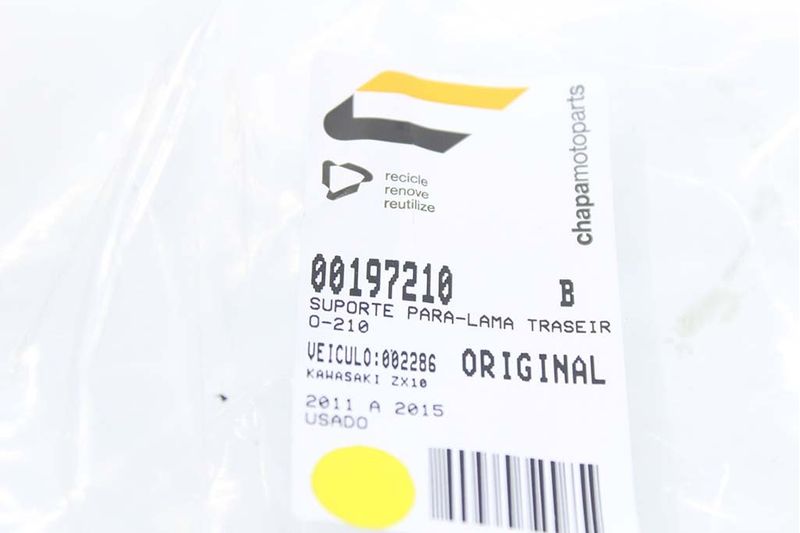 chapamotoparts
recicle
renove
reutilize
00197210 B
SUPORTE PARA-LAMA TRASEIR
O-210
VEICULO:002286 ORIGINAL
KAWASAKI ZX10
2011 A 2015
USADO